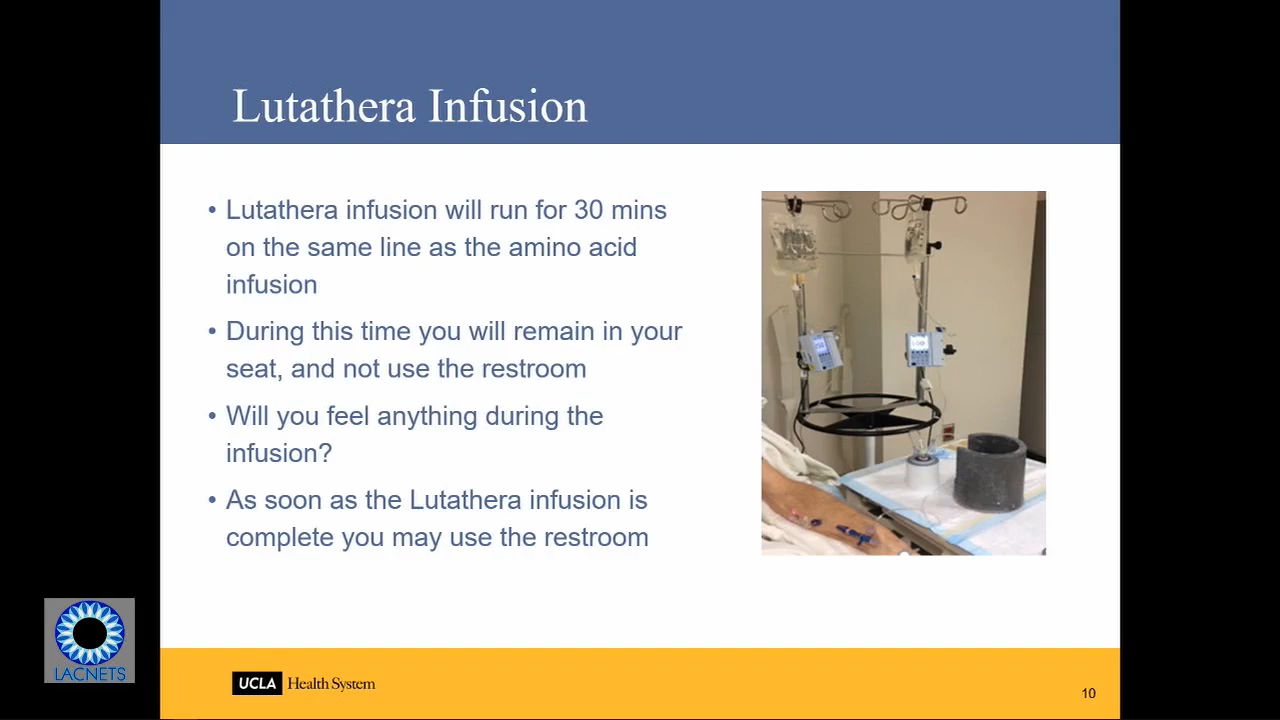 Lutathera Infusion
• Lutathera infusion will run for 30 mins
on the same line as the amino acid
infusion
• During this time you will remain in your
seat, and not use the restroom
• Will you feel anything during the
infusion?
• As soon as the Lutathera infusion is
complete you may use the restroom
LACNETS
UCLA Health System
10